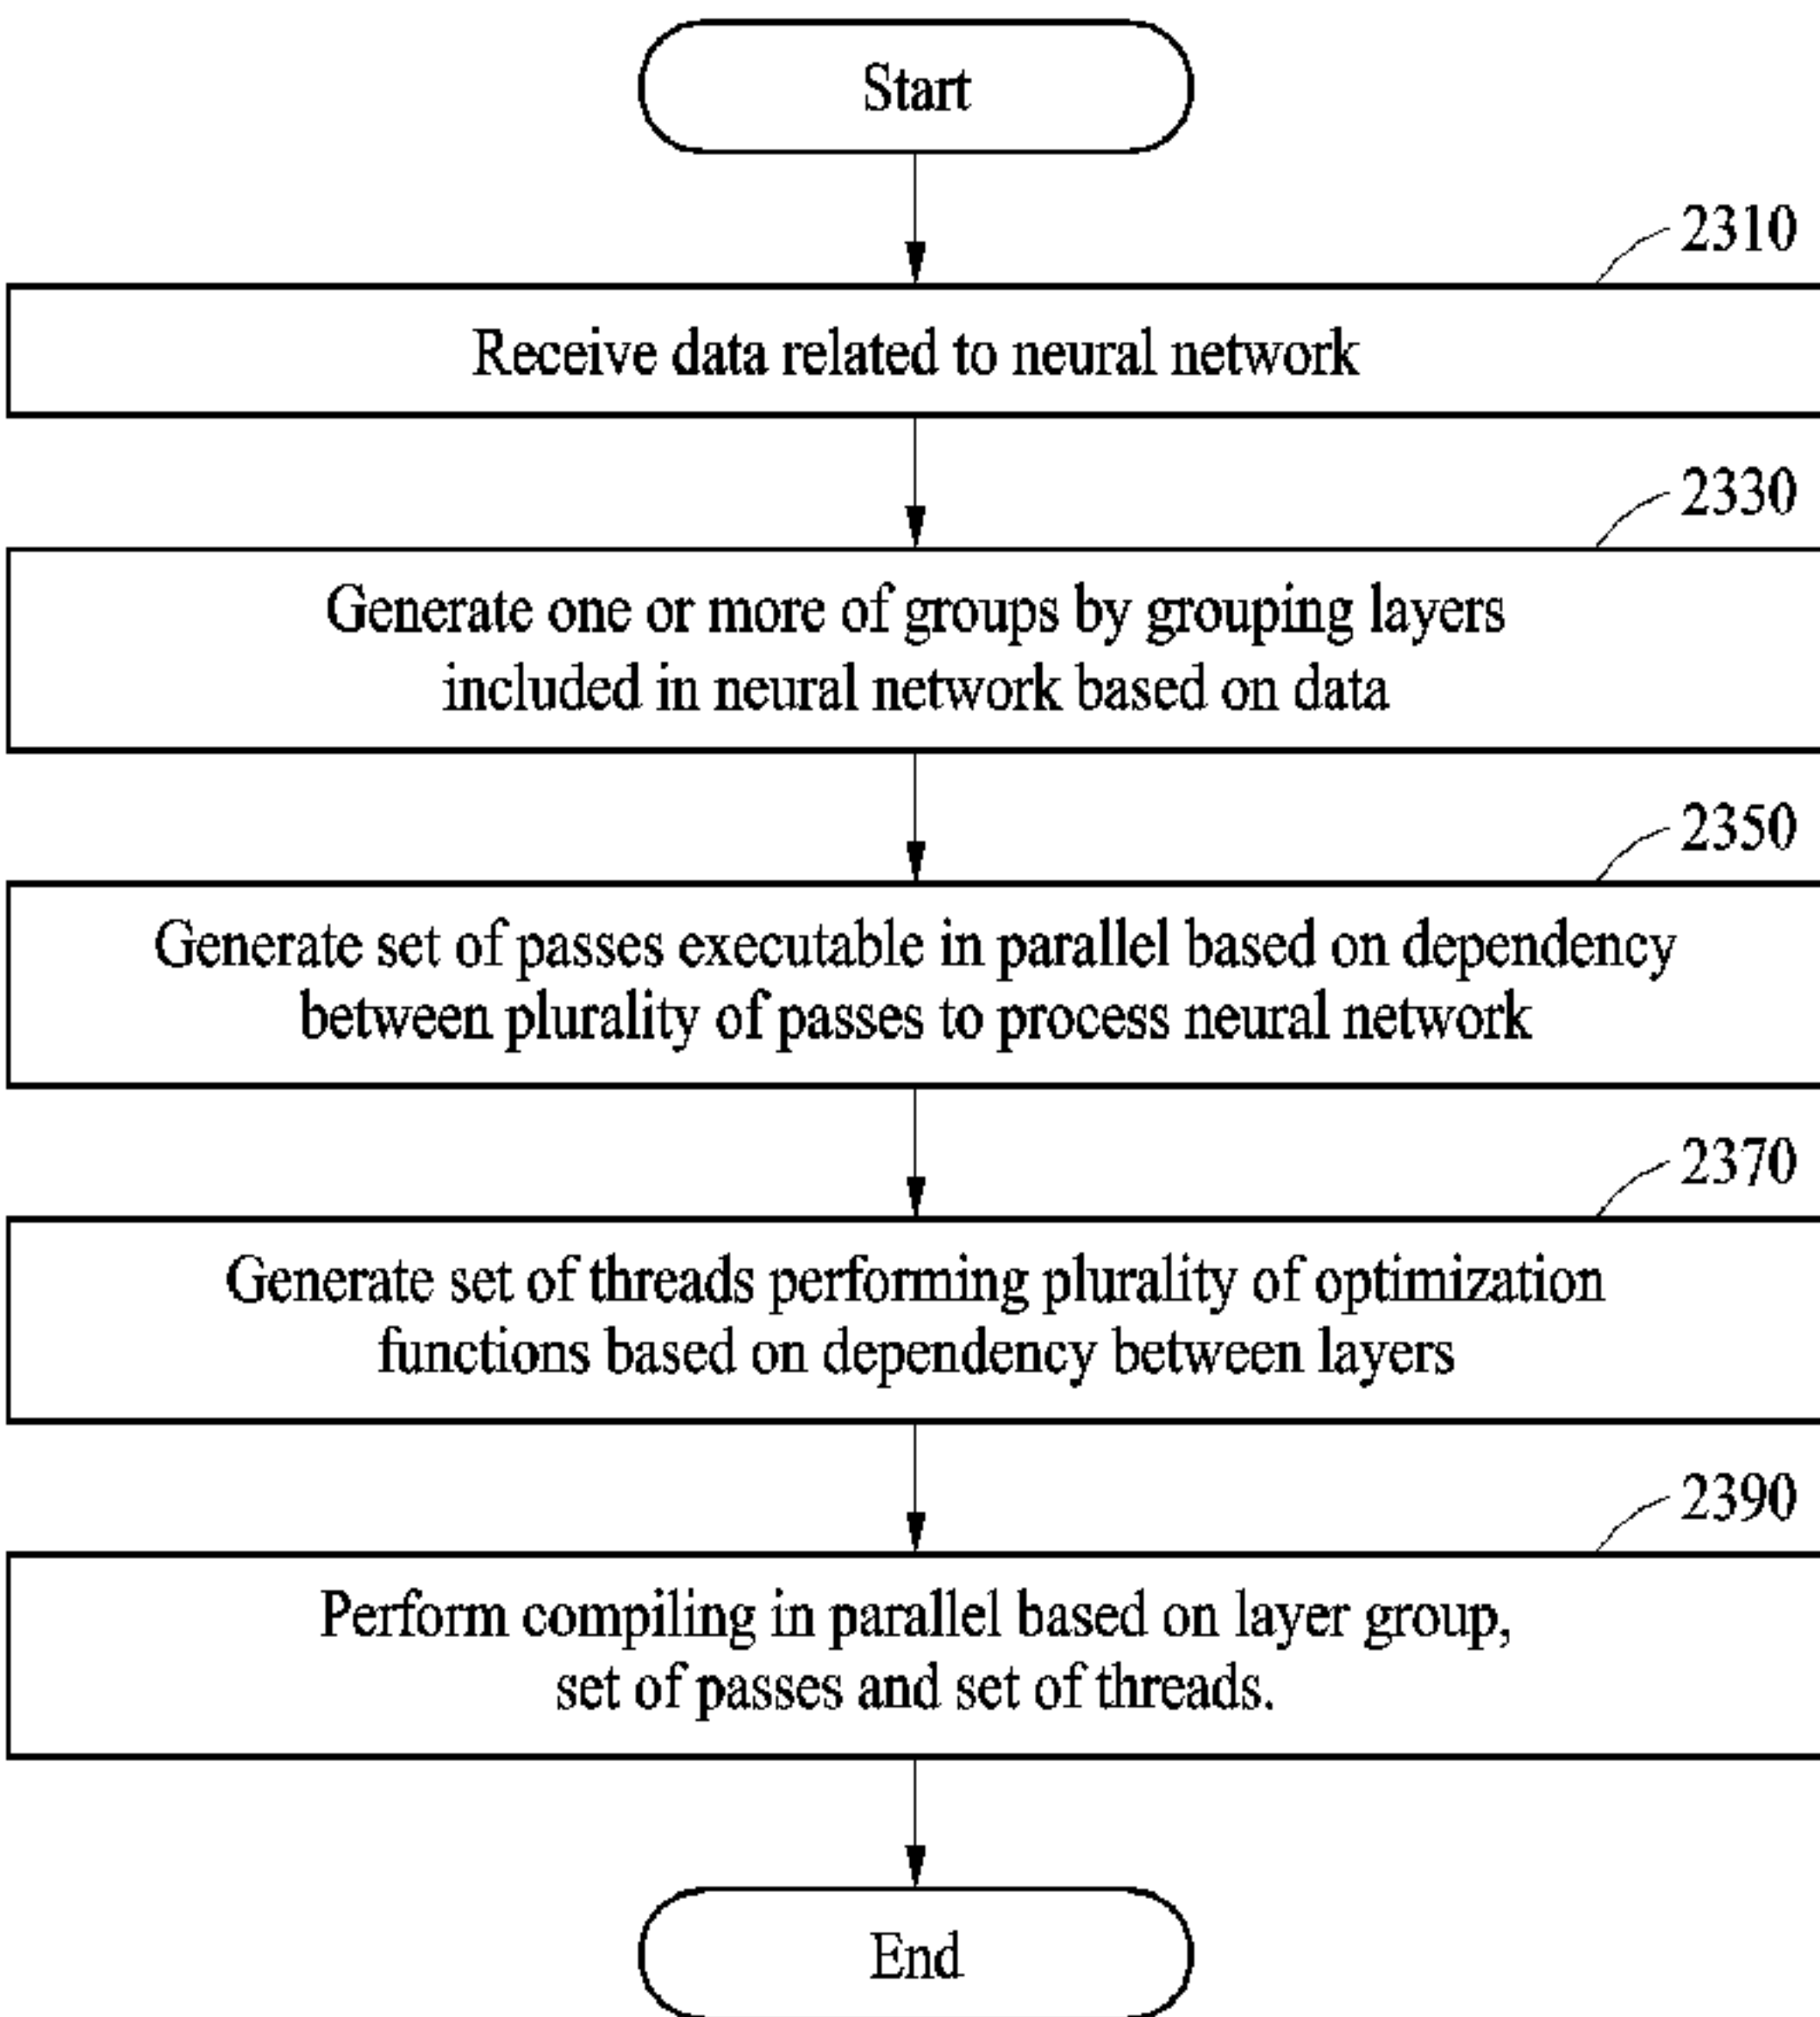 Start
2310
Receive data related to neural network
2330
Generate one or more of groups by grouping layers
included in neural network based on data
2350
Generate set of passes executable in parallel based on dependency
between plurality of passes to process neural network
2370
Generate set of threads performing plurality of optimization
functions based on dependency between layers
2390
Perform compiling in parallel based on layer group,
set of passes and set of threads.
End